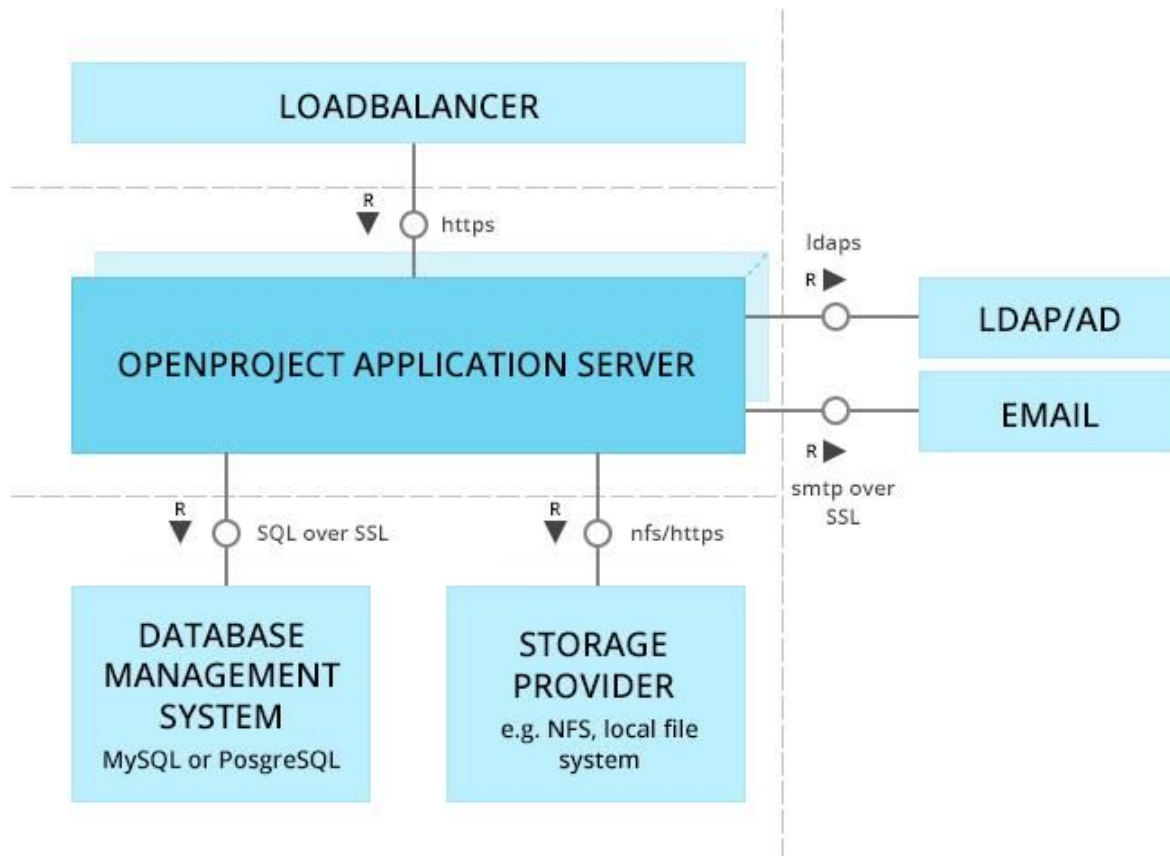 LOADBALANCER
R
https
ldaps
R
LDAP/AD
OPENPROJECT APPLICATION SERVER
EMAIL
R
smtp over
SSL
R
SQL over SSL
R
nfs/https
DATABASE
MANAGEMENT
SYSTEM
MySQL or PosgreSQL
STORAGE
PROVIDER
e.g. NFS, local file
system